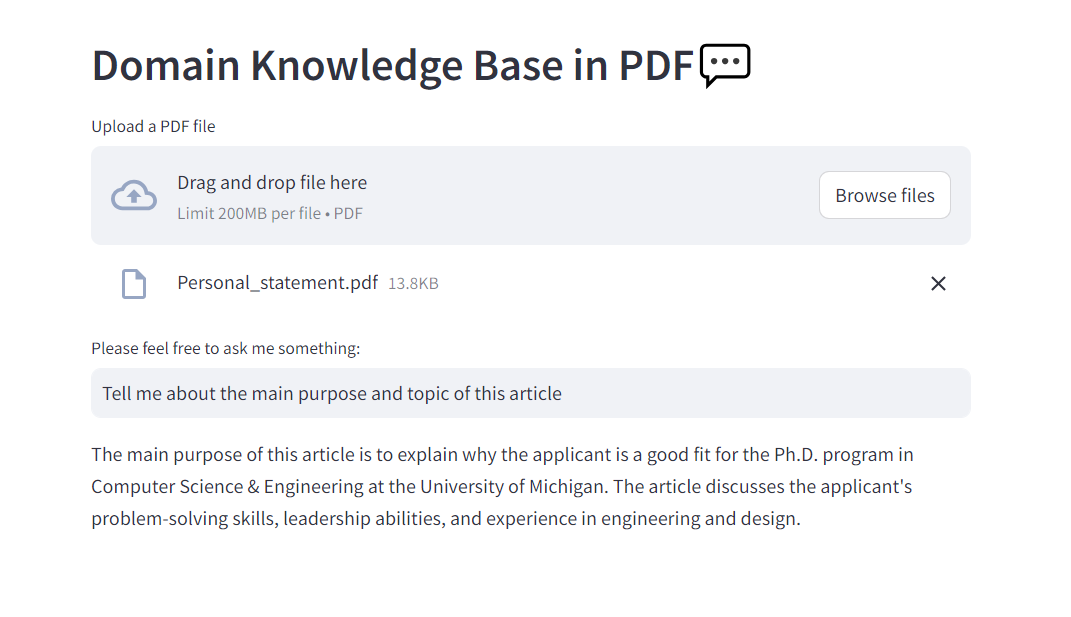 Domain Knowledge Base in PDF
Upload a PDF file
Drag and drop file here
Limit 200MB per file • PDF
Browse files
Personal_statement.pdf 13.8KB
Please feel free to ask me something:
Tell me about the main purpose and topic of this article
The main purpose of this article is to explain why the applicant is a good fit for the Ph.D. program in
Computer Science & Engineering at the University of Michigan. The article discusses the applicant's
problem-solving skills, leadership abilities, and experience in engineering and design.